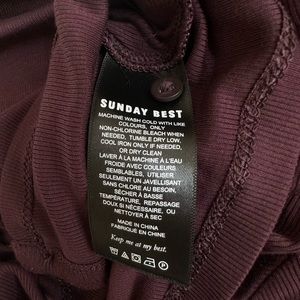 SUNDAY BEST
MACHINE WASH COLD WITH LIKE
COLOURS, ONLY
NON-CHLORINE BLEACH WHEN
NEEDED, TUMBLE DRY LOW,
COOL IRON ONLY IF NEEDED,
OR DRY CLEAN
LAVER À LA MACHINE À L'EAU
FROIDE AVEC COULEURS
SEMBLABLES, UTILISER
SEULEMENT UN JAVELLISANT
SANS CHLORE AU BESOIN,
SÉCHER À BASSE
TEMPÉRATURE, REPASSAGE
DOUX SI NÉCESSAIRE, OU
NETTOYER À SEC
MADE IN CHINA
FABRIQUÉ EN CHINE
Keep me at my best.